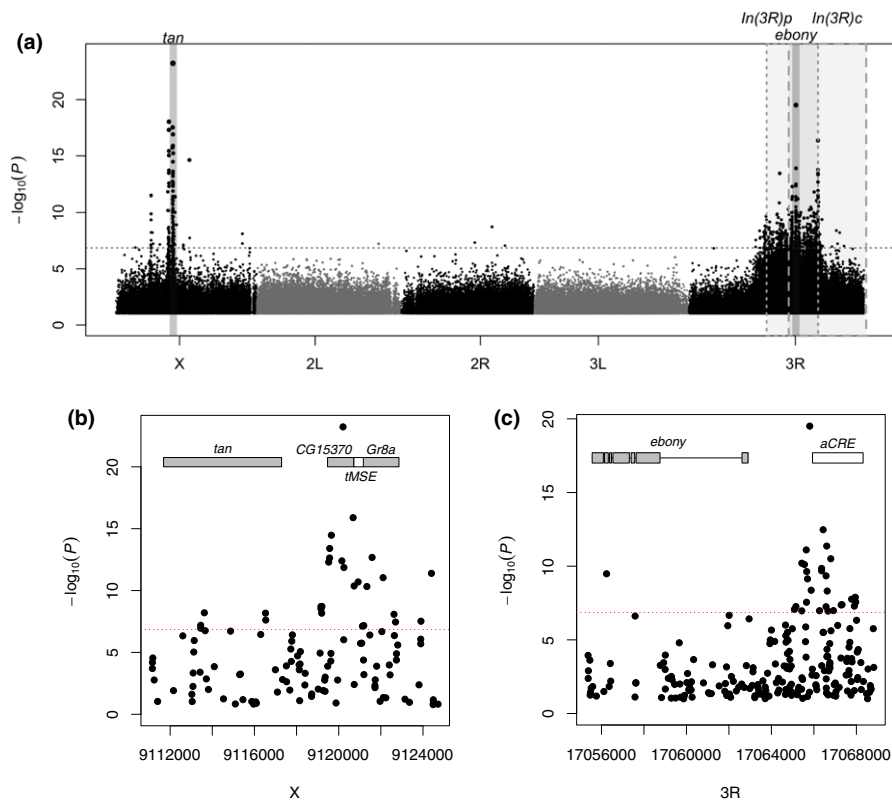 (a)
In(3R)p
In(3R)c
tan
ebony
−log10(P)
20
15
10
5
0
X
2L
2R
3L
3R
(b)
tan
CG15370
Gr8a
tMSE
−log10(P)
20
15
10
5
0
9112000
9116000
9120000
9124000
X
(c)
ebony
aCRE
−log10(P)
20
15
10
5
0
17056000
17060000
17064000
17068000
3R